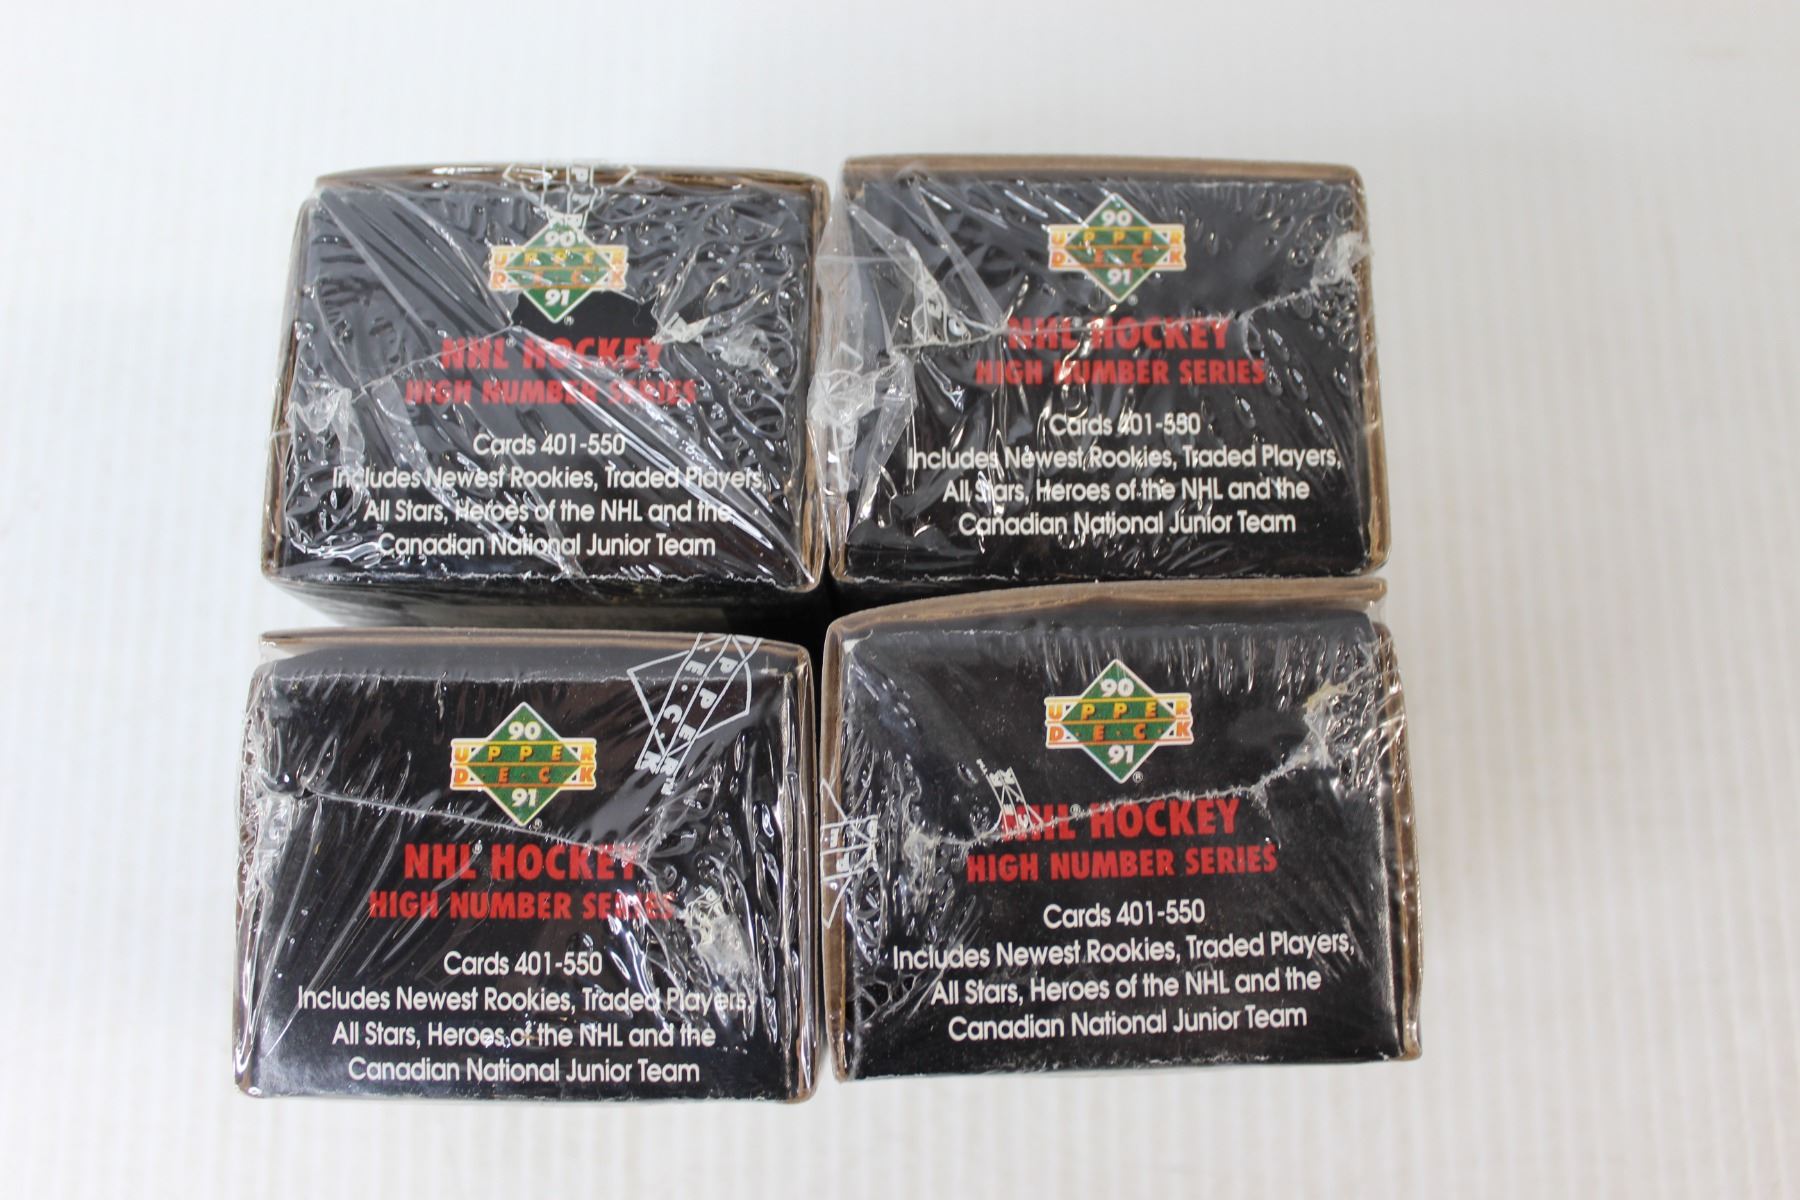 90
UPPER
D·E·C·K
91
®
NHL® HOCKEY
HIGH NUMBER SERIES
Cards 401-550
Includes Newest Rookies, Traded Players,
All Stars, Heroes of the NHL and the
Canadian National Junior Team
90
UPPER
D·E·C·K
91
®
NHL HOCKEY
HIGH NUMBER SERIES
Cards 401-550
Includes Newest Rookies, Traded Players,
All Stars, Heroes of the NHL and the
Canadian National Junior Team
90
UPPER
D·E·C·K
91
®
NHL® HOCKEY
HIGH NUMBER SERIES
Cards 401-550
Includes Newest Rookies, Traded Players,
All Stars, Heroes of the NHL and the
Canadian National Junior Team
90
UPPER
D·E·C·K
91
®
NHL® HOCKEY
HIGH NUMBER SERIES
Cards 401-550
Includes Newest Rookies, Traded Players,
All Stars, Heroes of the NHL and the
Canadian National Junior Team